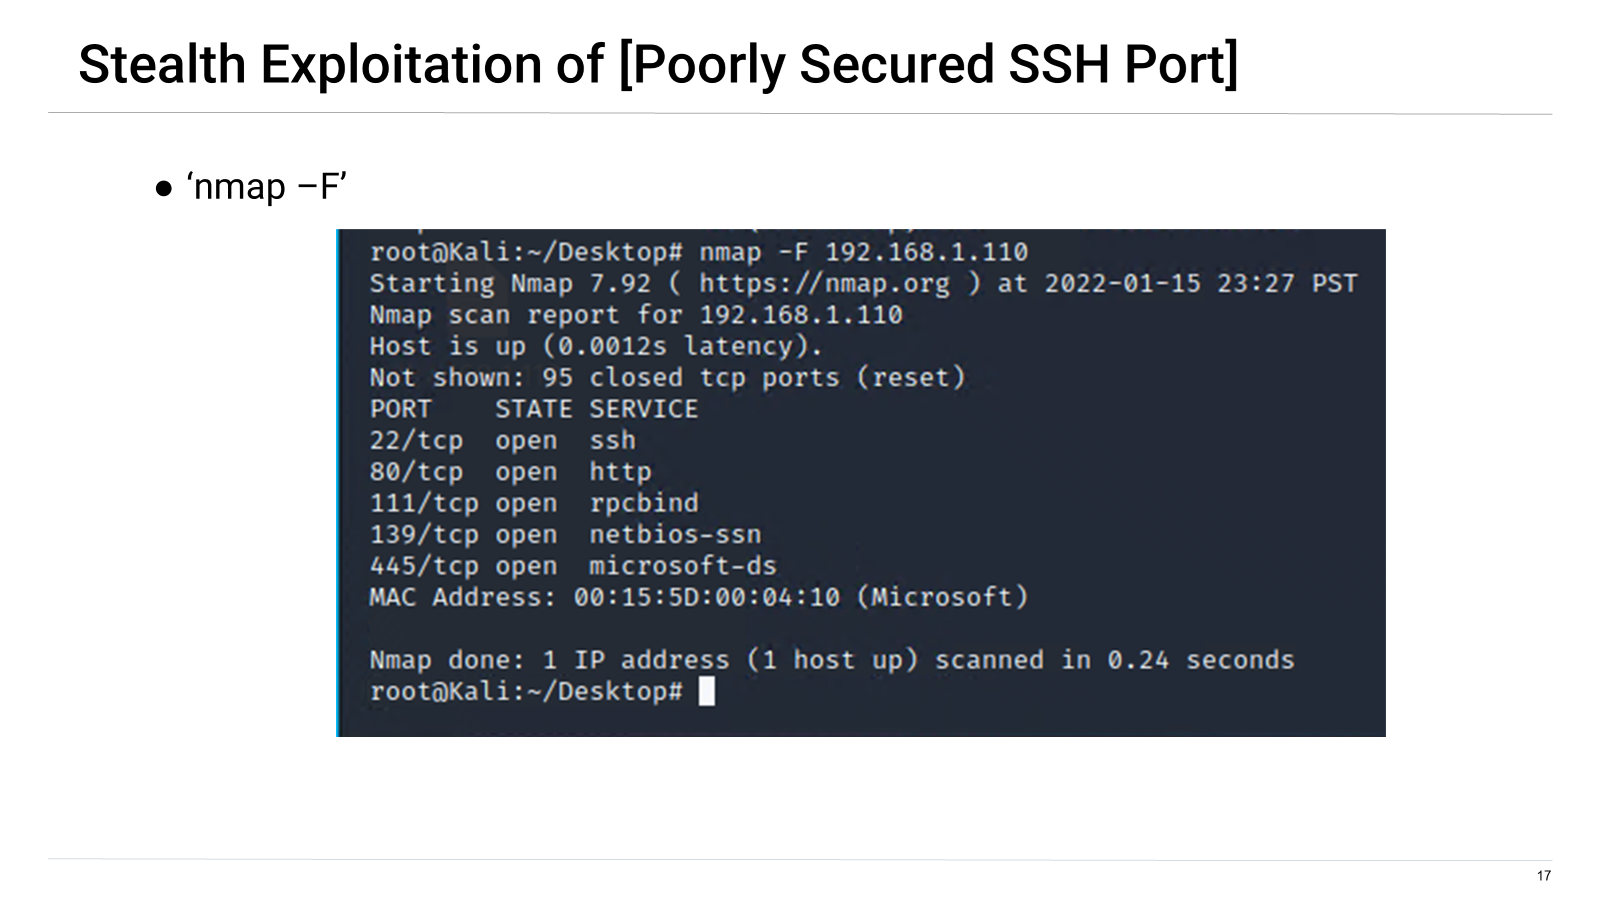 Stealth Exploitation of [Poorly Secured SSH Port]
● ‘nmap –F’
root@Kali:~/Desktop# nmap -F 192.168.1.110
Starting Nmap 7.92 ( https://nmap.org ) at 2022-01-15 23:27 PST
Nmap scan report for 192.168.1.110
Host is up (0.0012s latency).
Not shown: 95 closed tcp ports (reset)
PORT    STATE SERVICE
22/tcp  open  ssh
80/tcp  open  http
111/tcp open  rpcbind
139/tcp open  netbios-ssn
445/tcp open  microsoft-ds
MAC Address: 00:15:5D:00:04:10 (Microsoft)
Nmap done: 1 IP address (1 host up) scanned in 0.24 seconds
root@Kali:~/Desktop#
17